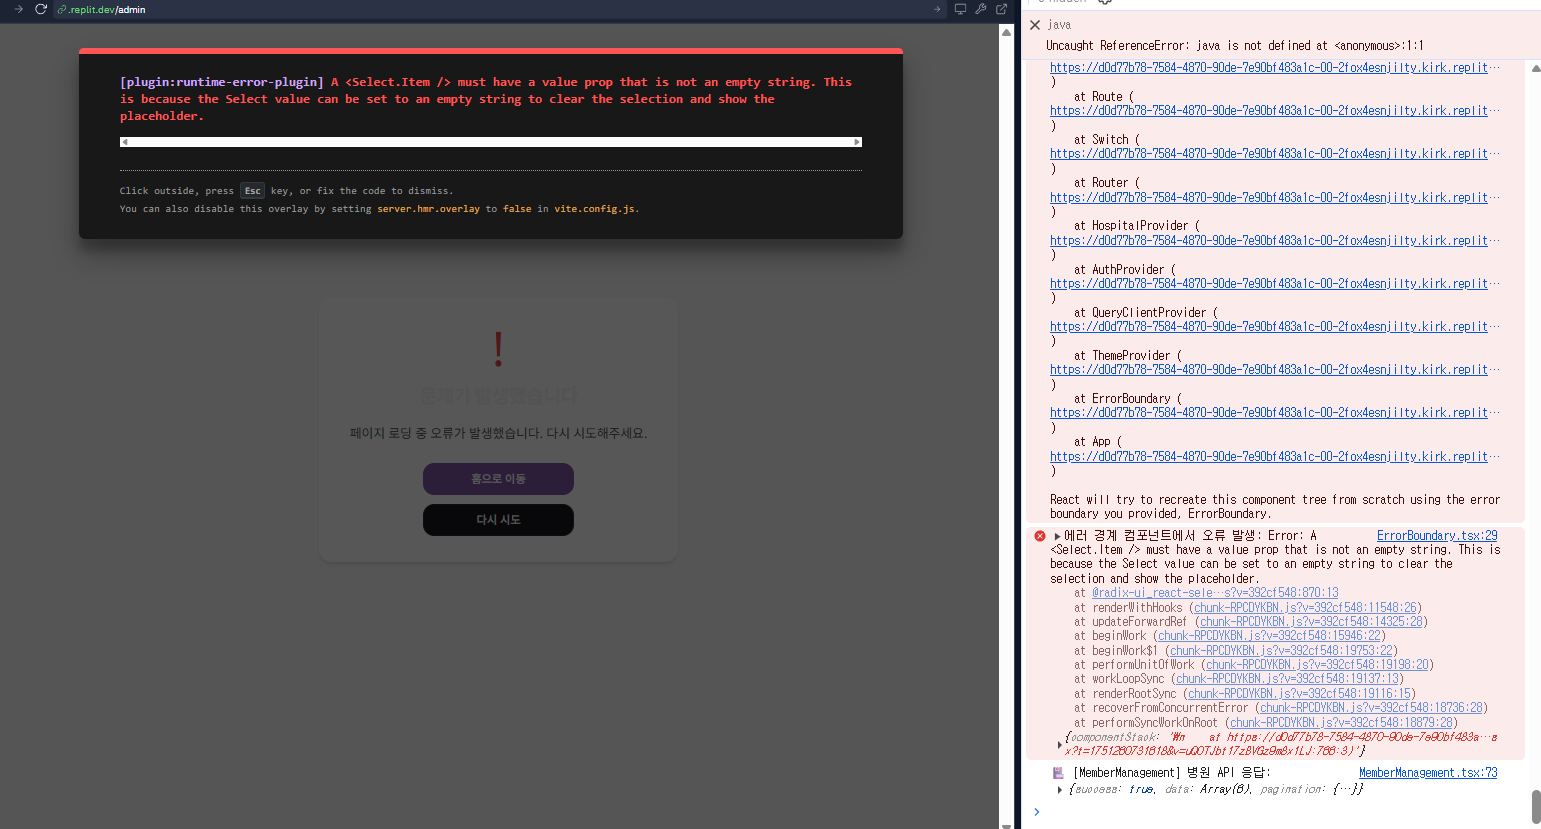 .replit.dev/admin
[plugin:runtime-error-plugin] A <Select.Item /> must have a value prop that is not an empty string. This
is because the Select value can be set to an empty string to clear the selection and show the
placeholder.
Click outside, press Esc key, or fix the code to dismiss.
You can also disable this overlay by setting server.hmr.overlay to false in vite.config.js.
!
문제가 발생했습니다
페이지 로딩 중 오류가 발생했습니다. 다시 시도해주세요.
홈으로 이동
다시 시도
java
Uncaught ReferenceError: java is not defined at <anonymous>:1:1
https://d0d77b78-7584-4870-90de-7e90bf483a1c-00-2fox4esnjilty.kirk.replit…
)
at Route (
https://d0d77b78-7584-4870-90de-7e90bf483a1c-00-2fox4esnjilty.kirk.replit…
)
at Switch (
https://d0d77b78-7584-4870-90de-7e90bf483a1c-00-2fox4esnjilty.kirk.replit…
)
at Router (
https://d0d77b78-7584-4870-90de-7e90bf483a1c-00-2fox4esnjilty.kirk.replit…
)
at HospitalProvider (
https://d0d77b78-7584-4870-90de-7e90bf483a1c-00-2fox4esnjilty.kirk.replit…
)
at AuthProvider (
https://d0d77b78-7584-4870-90de-7e90bf483a1c-00-2fox4esnjilty.kirk.replit…
)
at QueryClientProvider (
https://d0d77b78-7584-4870-90de-7e90bf483a1c-00-2fox4esnjilty.kirk.replit…
)
at ThemeProvider (
https://d0d77b78-7584-4870-90de-7e90bf483a1c-00-2fox4esnjilty.kirk.replit…
)
at ErrorBoundary (
https://d0d77b78-7584-4870-90de-7e90bf483a1c-00-2fox4esnjilty.kirk.replit…
)
at App (
https://d0d77b78-7584-4870-90de-7e90bf483a1c-00-2fox4esnjilty.kirk.replit…
)
React will try to recreate this component tree from scratch using the error
boundary you provided, ErrorBoundary.
에러 경계 컴포넌트에서 오류 발생: Error: A ErrorBoundary.tsx:29
<Select.Item /> must have a value prop that is not an empty string. This is
because the Select value can be set to an empty string to clear the
selection and show the placeholder.
at @radix-ui_react-sele…s?v=392cf548:870:13
at renderWithHooks (chunk-RPCDYKBN.js?v=392cf548:11548:26)
at updateForwardRef (chunk-RPCDYKBN.js?v=392cf548:14325:28)
at beginWork (chunk-RPCDYKBN.js?v=392cf548:15946:22)
at beginWork$1 (chunk-RPCDYKBN.js?v=392cf548:19753:22)
at performUnitOfWork (chunk-RPCDYKBN.js?v=392cf548:19198:20)
at workLoopSync (chunk-RPCDYKBN.js?v=392cf548:19137:13)
at renderRootSync (chunk-RPCDYKBN.js?v=392cf548:19116:15)
at recoverFromConcurrentError (chunk-RPCDYKBN.js?v=392cf548:18736:28)
at performSyncWorkOnRoot (chunk-RPCDYKBN.js?v=392cf548:18879:28)
{componentStack: '₩n    at https://d0d77b78-7584-4870-90de-7e90bf483a…s
[MemberManagement] 병원 API 응답: MemberManagement.tsx:73
{success: true, data: Array(6), pagination: {…}}